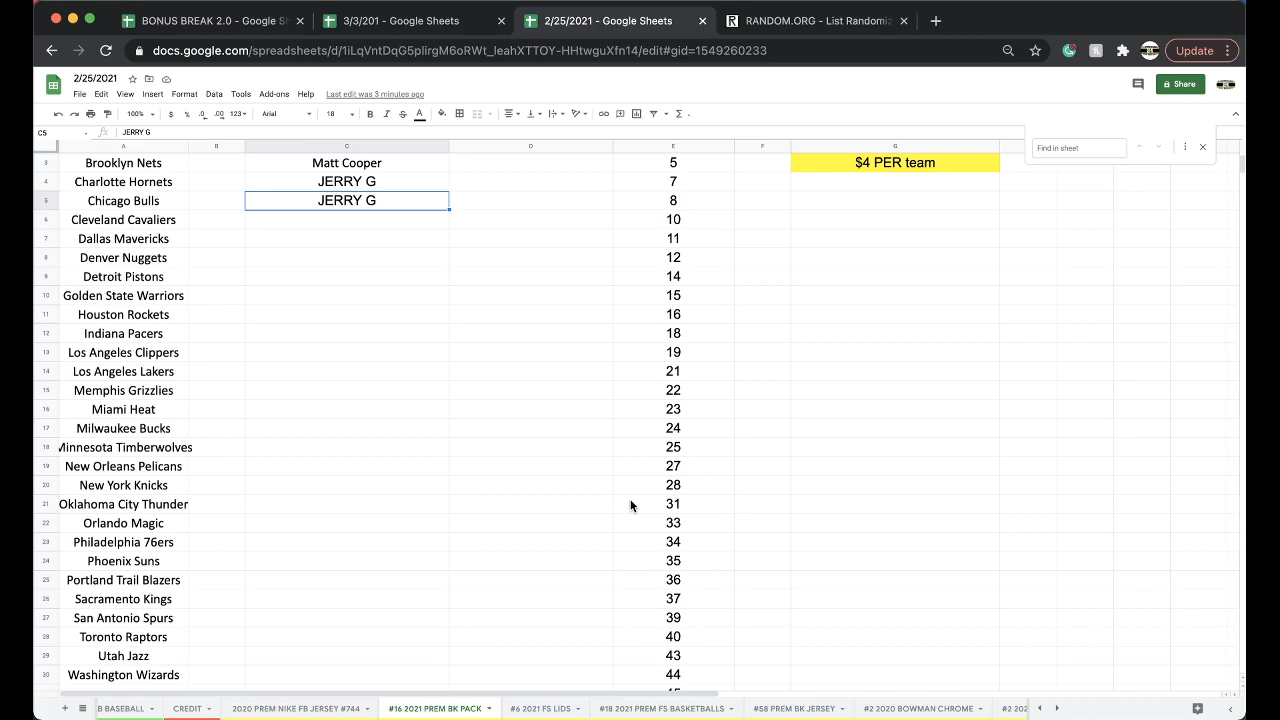 BONUS BREAK 2.0 - Google Sh
3/3/201 - Google Sheets
2/25/2021 - Google Sheets
RANDOM.ORG - List Randomiz
docs.google.com/spreadsheets/d/1iLqVntDqG5plirgM6oRWt_leahXTTOY-HHtwguXfn14/edit#gid=1549260233
Update
2/25/2021
File Edit View Insert Format Data Tools Add-ons Help Last edit was 3 minutes ago
Share
100% $ % .0 .00 123 Arial 18 B I S A
C5 fx JERRY G
Find in sheet
A B C D E F G
3 Brooklyn Nets Matt Cooper 5 $4 PER team
4 Charlotte Hornets JERRY G 7
5 Chicago Bulls JERRY G 8
6 Cleveland Cavaliers 10
7 Dallas Mavericks 11
8 Denver Nuggets 12
9 Detroit Pistons 14
10 Golden State Warriors 15
11 Houston Rockets 16
12 Indiana Pacers 18
13 Los Angeles Clippers 19
14 Los Angeles Lakers 21
15 Memphis Grizzlies 22
16 Miami Heat 23
17 Milwaukee Bucks 24
18 Minnesota Timberwolves 25
19 New Orleans Pelicans 27
20 New York Knicks 28
21 Oklahoma City Thunder 31
22 Orlando Magic 33
23 Philadelphia 76ers 34
24 Phoenix Suns 35
25 Portland Trail Blazers 36
26 Sacramento Kings 37
27 San Antonio Spurs 39
28 Toronto Raptors 40
29 Utah Jazz 43
30 Washington Wizards 44
B BASEBALL CREDIT 2020 PREM NIKE FB JERSEY #744 #16 2021 PREM BK PACK #18 2021 PREM FS BASKETBALLS #58 PREM BK JERSEY #2 2020 BOWMAN CHROME #2 202